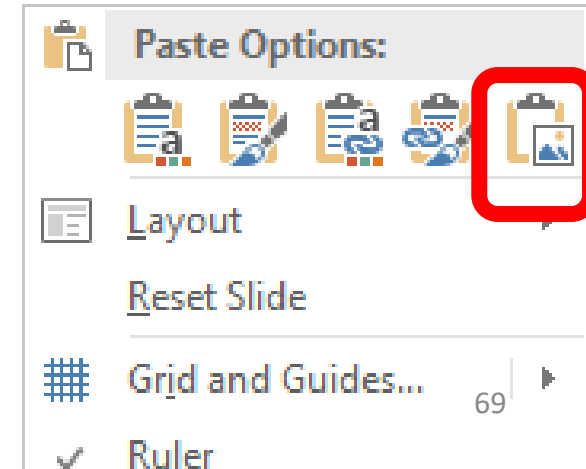 Paste Options:
a a
Layout
Reset Slide
Grid and Guides...
69
Ruler